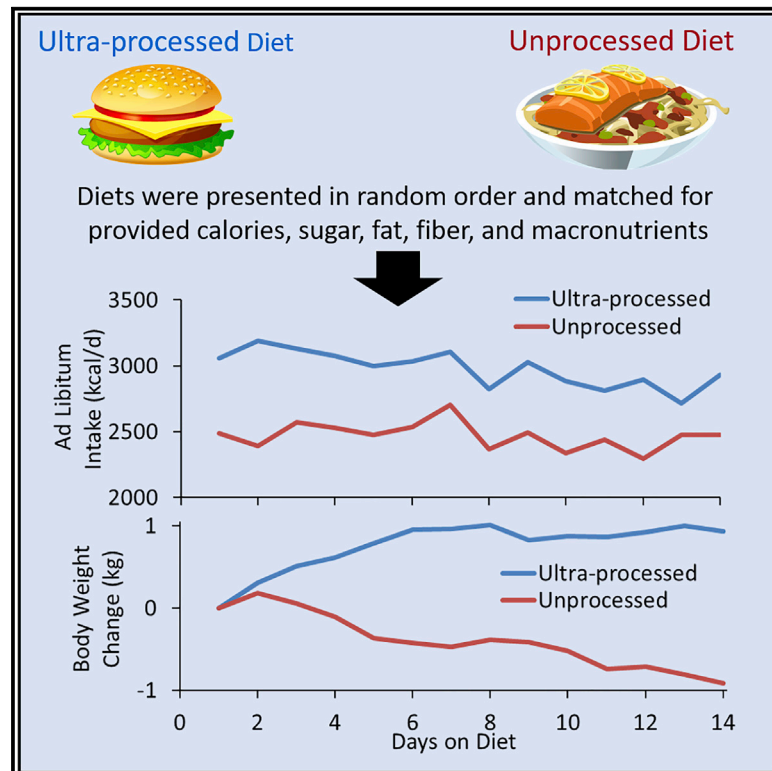 Ultra-processed Diet
Unprocessed Diet
Diets were presented in random order and matched for
provided calories, sugar, fat, fiber, and macronutrients
3500
3000
2500
2000
Ad Libitum
Intake (kcal/d)
Ultra-processed
Unprocessed
1
0
-1
Body Weight
Change (kg)
Ultra-processed
Unprocessed
0 2 4 6 8 10 12 14
Days on Diet